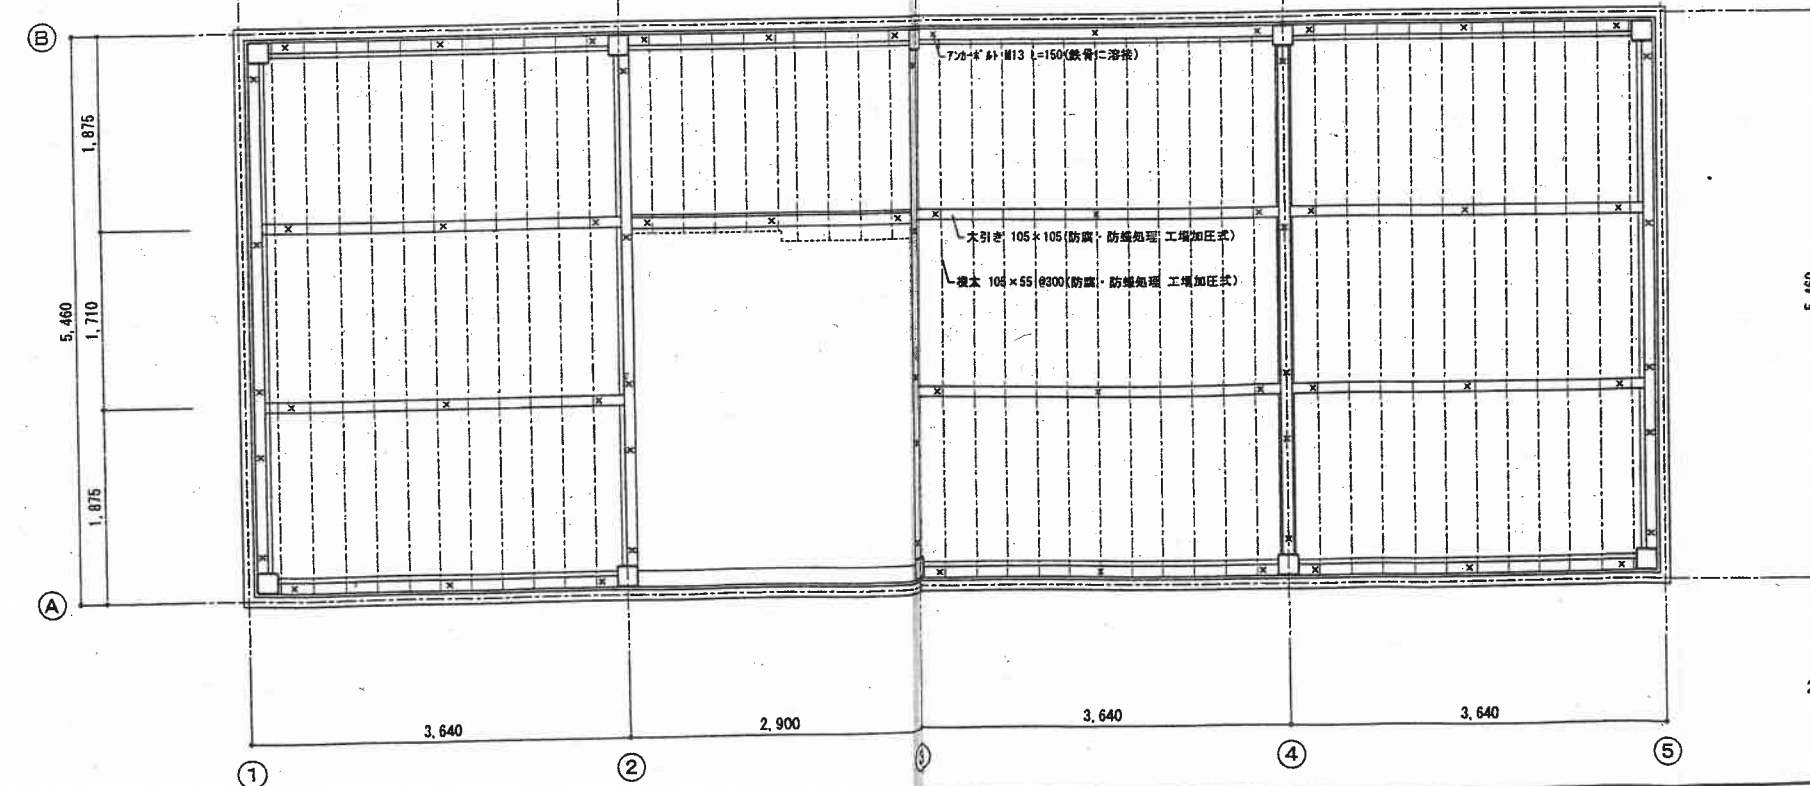 B
アンカーボルト M13 L=150(鉄骨に溶接)
1,875
大引き 105×105(防腐・防蟻処理 工場加圧式)
根太 105×55 @300(防腐・防蟻処理 工場加圧式)
5,460
1,710
1,875
A
3,640
2,900
3,640
3,640
1
2
3
4
5